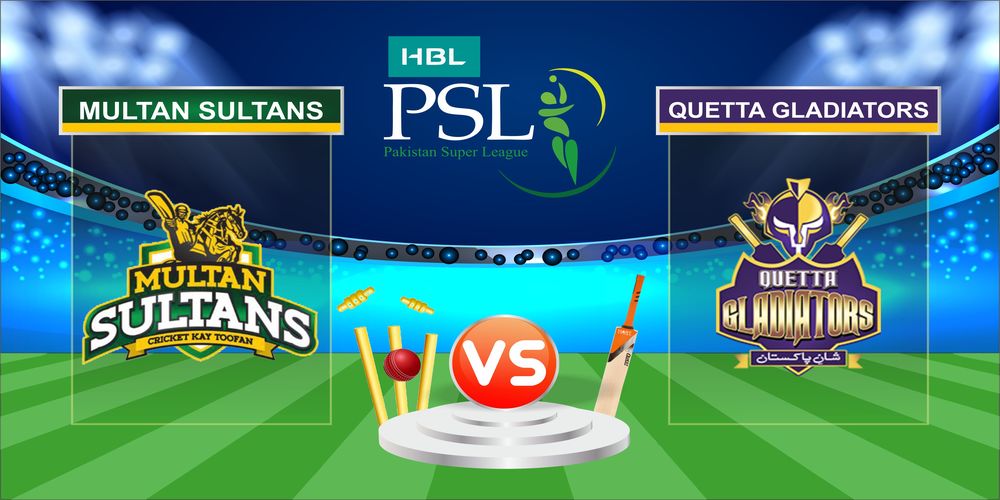 HBL
PSL
Pakistan Super League
MULTAN SULTANS
QUETTA GLADIATORS
MULTAN
SULTANS
CRICKET KAY TOOFAN
QUETTA
GLADIATORS
شانِ پاکستان
VS